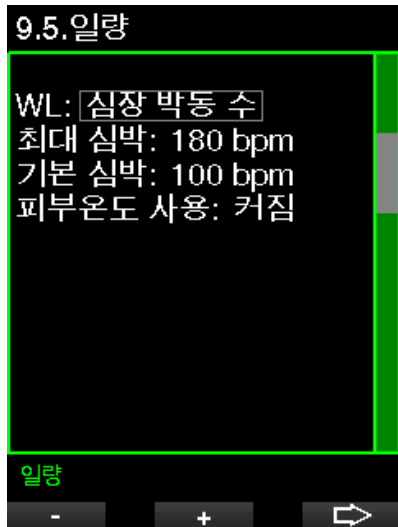 9.5.일량
WL: 심장 박동 수
최대 심박: 180 bpm
기본 심박: 100 bpm
피부온도 사용: 커짐
일량
- + ⇨